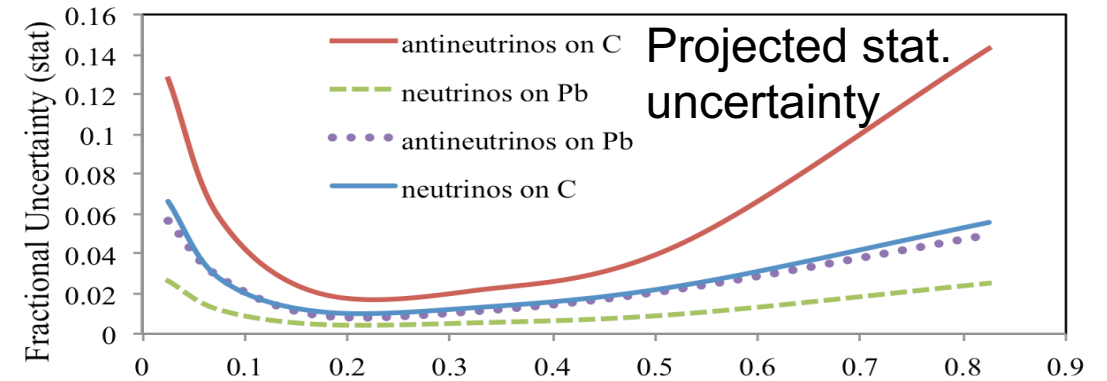 Fractional Uncertainty (stat)
0.16
0.14
0.12
0.1
0.08
0.06
0.04
0.02
0
antineutrinos on C
neutrinos on Pb
antineutrinos on Pb
neutrinos on C
Projected stat.
uncertainty
0 0.1 0.2 0.3 0.4 0.5 0.6 0.7 0.8 0.9